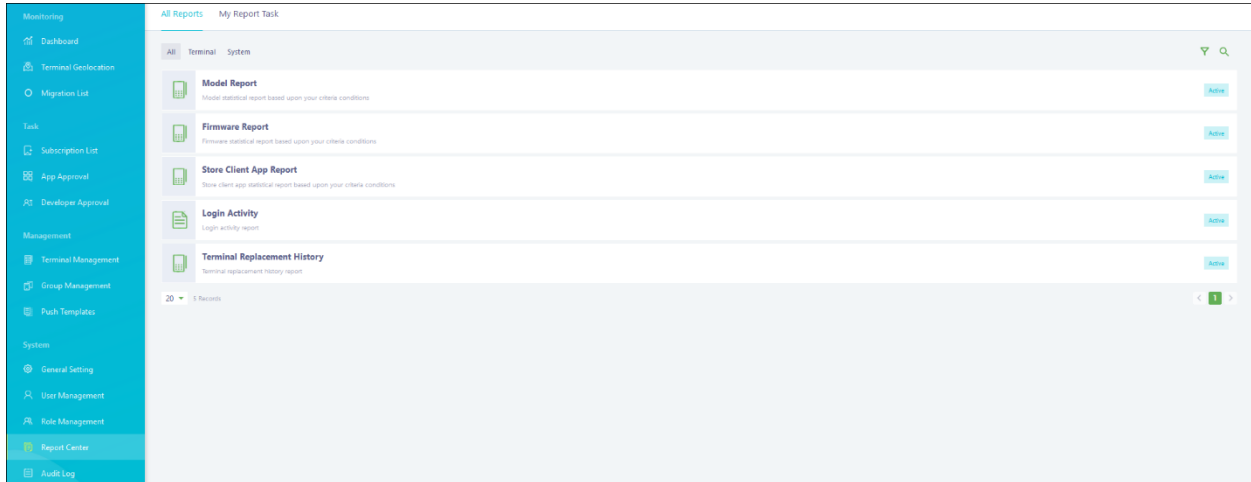 Monitoring
Dashboard
Terminal Geolocation
Migration List
Task
Subscription List
App Approval
Developer Approval
Management
Terminal Management
Group Management
Push Templates
System
General Setting
User Management
Role Management
Report Center
Audit Log
All Reports My Report Task
All Terminal System
Model Report
Model statistical report based upon your criteria conditions
Active
Firmware Report
Firmware statistical report based upon your criteria conditions
Active
Store Client App Report
Store client app statistical report based upon your criteria conditions
Active
Login Activity
Login activity report
Active
Terminal Replacement History
Terminal replacement history report
Active
20 5 Records
< 1 >